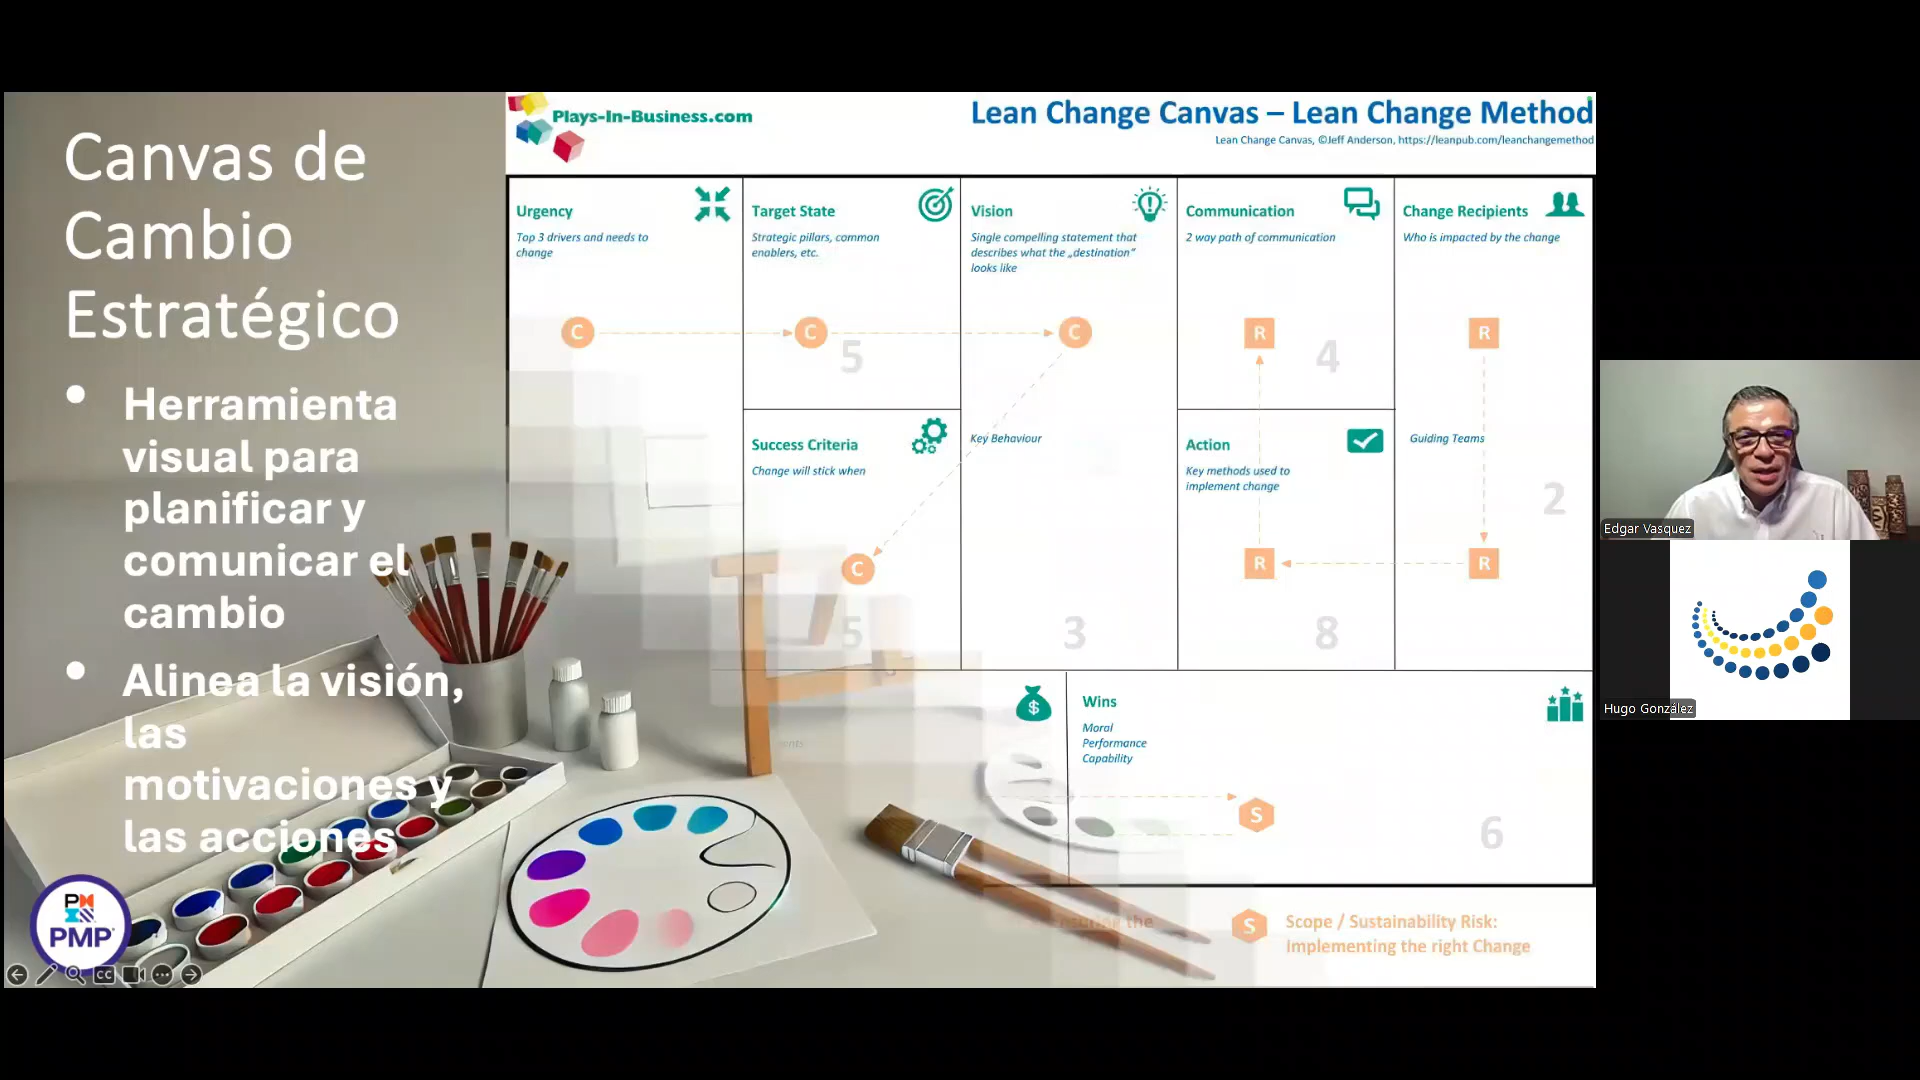 Canvas de
Cambio
Estratégico
• Herramienta
visual para
planificar y
comunicar el
cambio
• Alinea la visión,
las
motivaciones y
las acciones
PMP
CC
Plays-In-Business.com
Lean Change Canvas – Lean Change Method
Lean Change Canvas, ©Jeff Anderson, https://leanpub.com/leanchangemethod
Urgency
Top 3 drivers and needs to
change
C
Target State
Strategic pillars, common
enablers, etc.
C
5
Success Criteria
Change will stick when
C
5
Vision
Single compelling statement that
describes what the „destination“
looks like
C
Key Behaviour
3
Communication
2 way path of communication
R
4
Action
Key methods used to
implement change
R
8
Change Recipients
Who is impacted by the change
R
Guiding Teams
2
R
$
Wins
Moral
Performance
Capability
S
6
S
Scope / Sustainability Risk:
Implementing the right Change
Edgar Vasquez
Hugo González